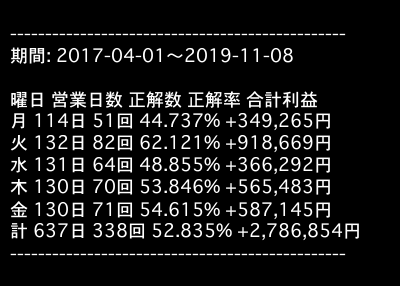 ------------------------------------------------
期間: 2017-04-01〜2019-11-08
曜日 営業日数 正解数 正解率 合計利益
月 114日 51回 44.737% +349,265円
火 132日 82回 62.121% +918,669円
水 131日 64回 48.855% +366,292円
木 130日 70回 53.846% +565,483円
金 130日 71回 54.615% +587,145円
計 637日 338回 52.835% +2,786,854円
------------------------------------------------